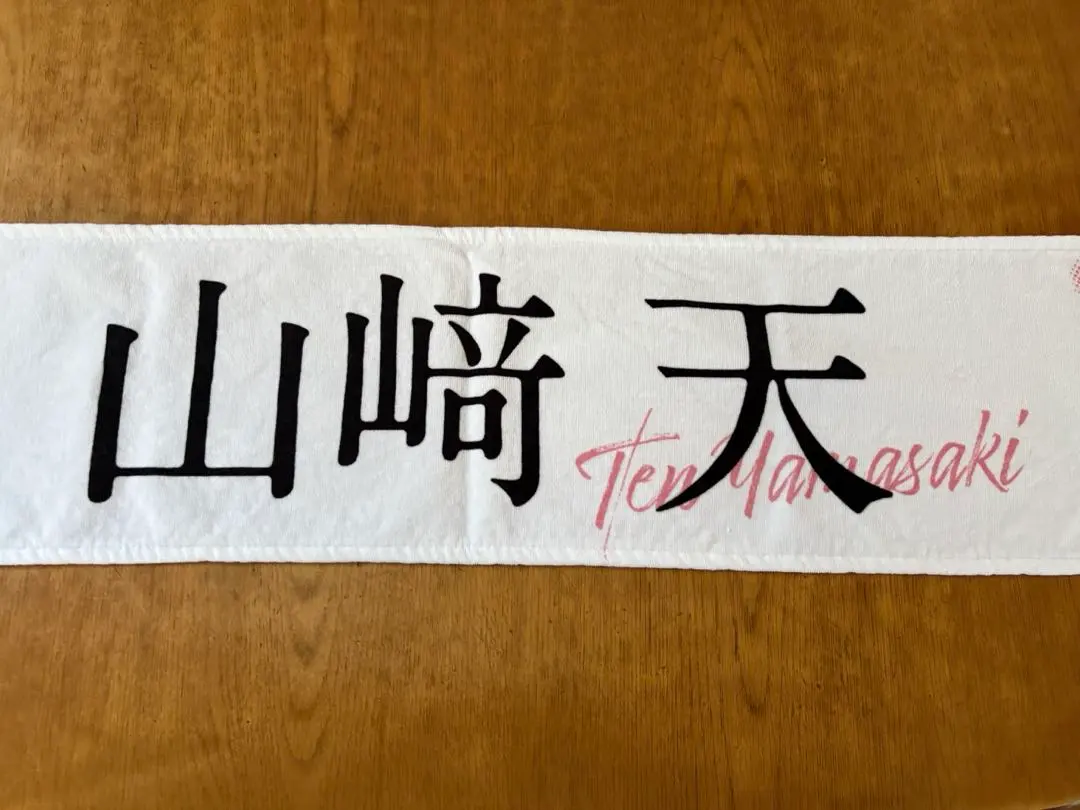 山﨑 天
Ten Yamasaki